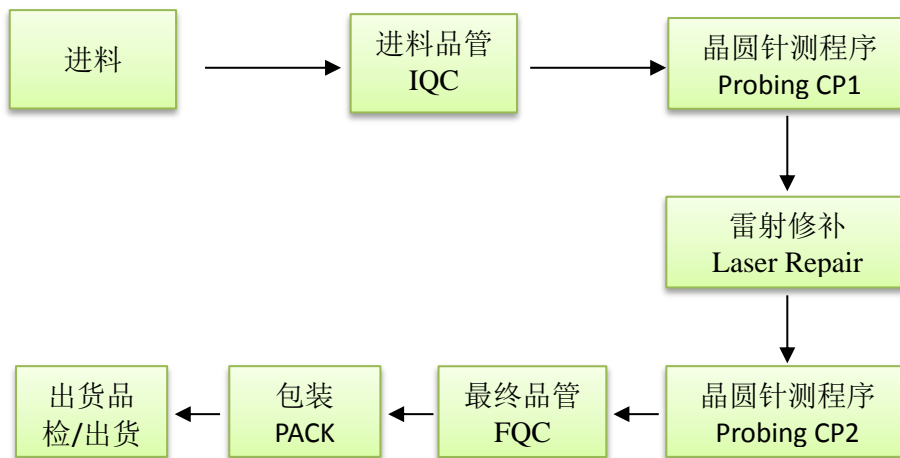 进料
进料品管
IQC
晶圆针测程序
Probing CP1
雷射修补
Laser Repair
晶圆针测程序
Probing CP2
最终品管
FQC
包装
PACK
出货品
检/出货